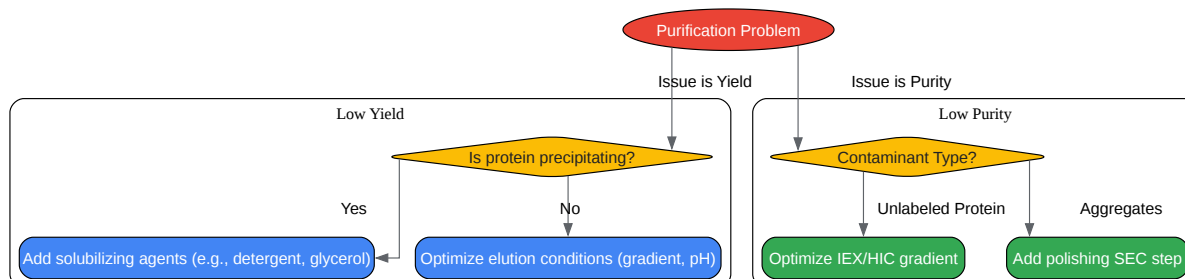 Purification Problem
Issue is Yield
Issue is Purity
Low Yield
Low Purity
Is protein precipitating?
Contaminant Type?
Yes
No
Unlabeled Protein
Aggregates
Add solubilizing agents (e.g., detergent, glycerol)
Optimize elution conditions (gradient, pH)
Optimize IEX/HIC gradient
Add polishing SEC step